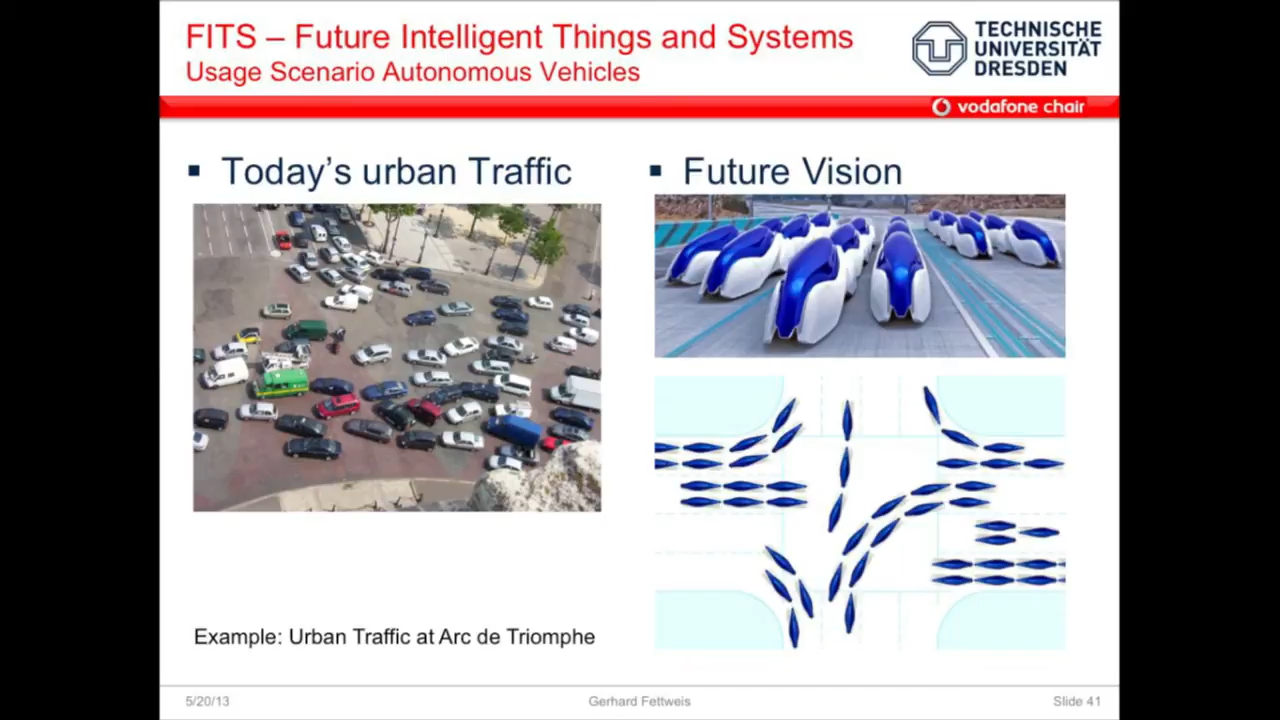 FITS – Future Intelligent Things and Systems
Usage Scenario Autonomous Vehicles
TECHNISCHE
UNIVERSITÄT
DRESDEN
vodafone chair
▪ Today's urban Traffic
▪ Future Vision
Example: Urban Traffic at Arc de Triomphe
5/20/13
Gerhard Fettweis
Slide 41